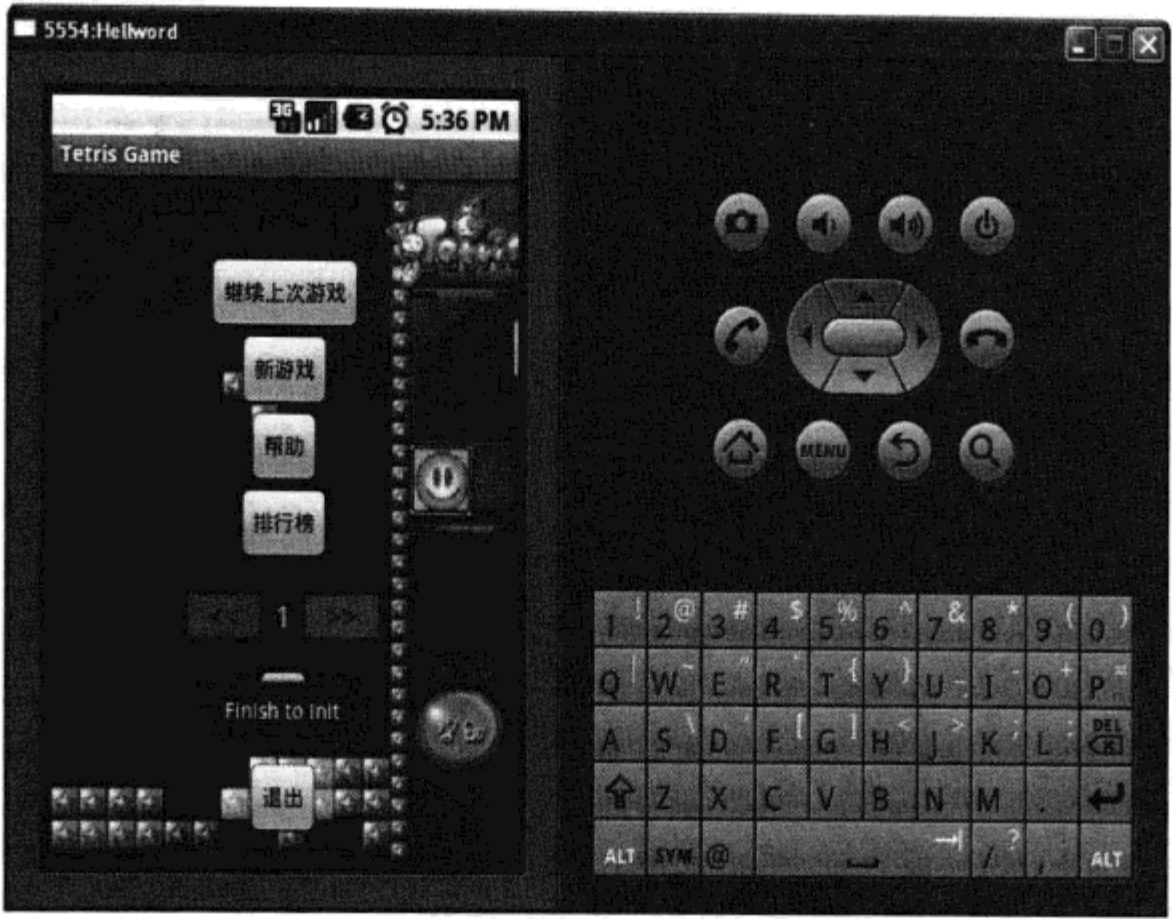 5554:Hellword
3G
5:36 PM
Tetris Game
继续上次游戏
新游戏
帮助
排行榜
<< 1 >>
Finish to init
退出
MENU
1 ! 2 @ 3 # 4 $ 5 % 6 ^ 7 & 8 * 9 ( 0 )
Q | W ~ E " R ` T { Y } U _ I - O + P =
A S \ D ' F [ G ] H < J > K ; L : DEL
Z X C V B N M .
ALT SYM @ / ? , ALT